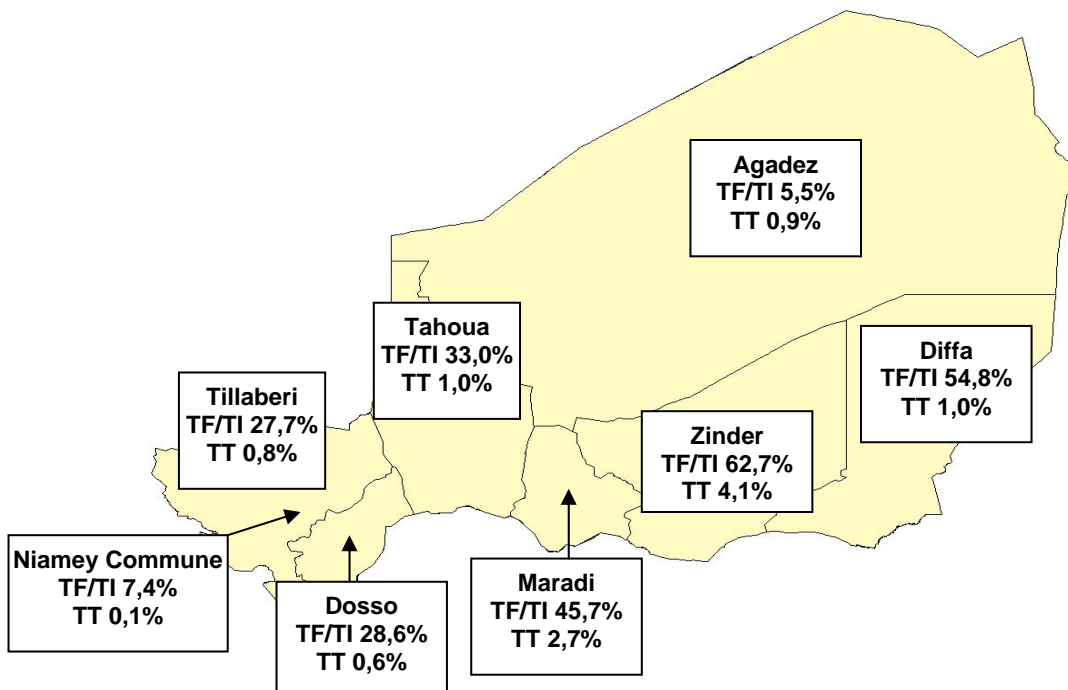 Agadez
TF/TI 5,5%
TT 0,9%
Tahoua
TF/TI 33,0%
TT 1,0%
Diffa
TF/TI 54,8%
TT 1,0%
Tillaberi
TF/TI 27,7%
TT 0,8%
Zinder
TF/TI 62,7%
TT 4,1%
Niamey Commune
TF/TI 7,4%
TT 0,1%
Dosso
TF/TI 28,6%
TT 0,6%
Maradi
TF/TI 45,7%
TT 2,7%